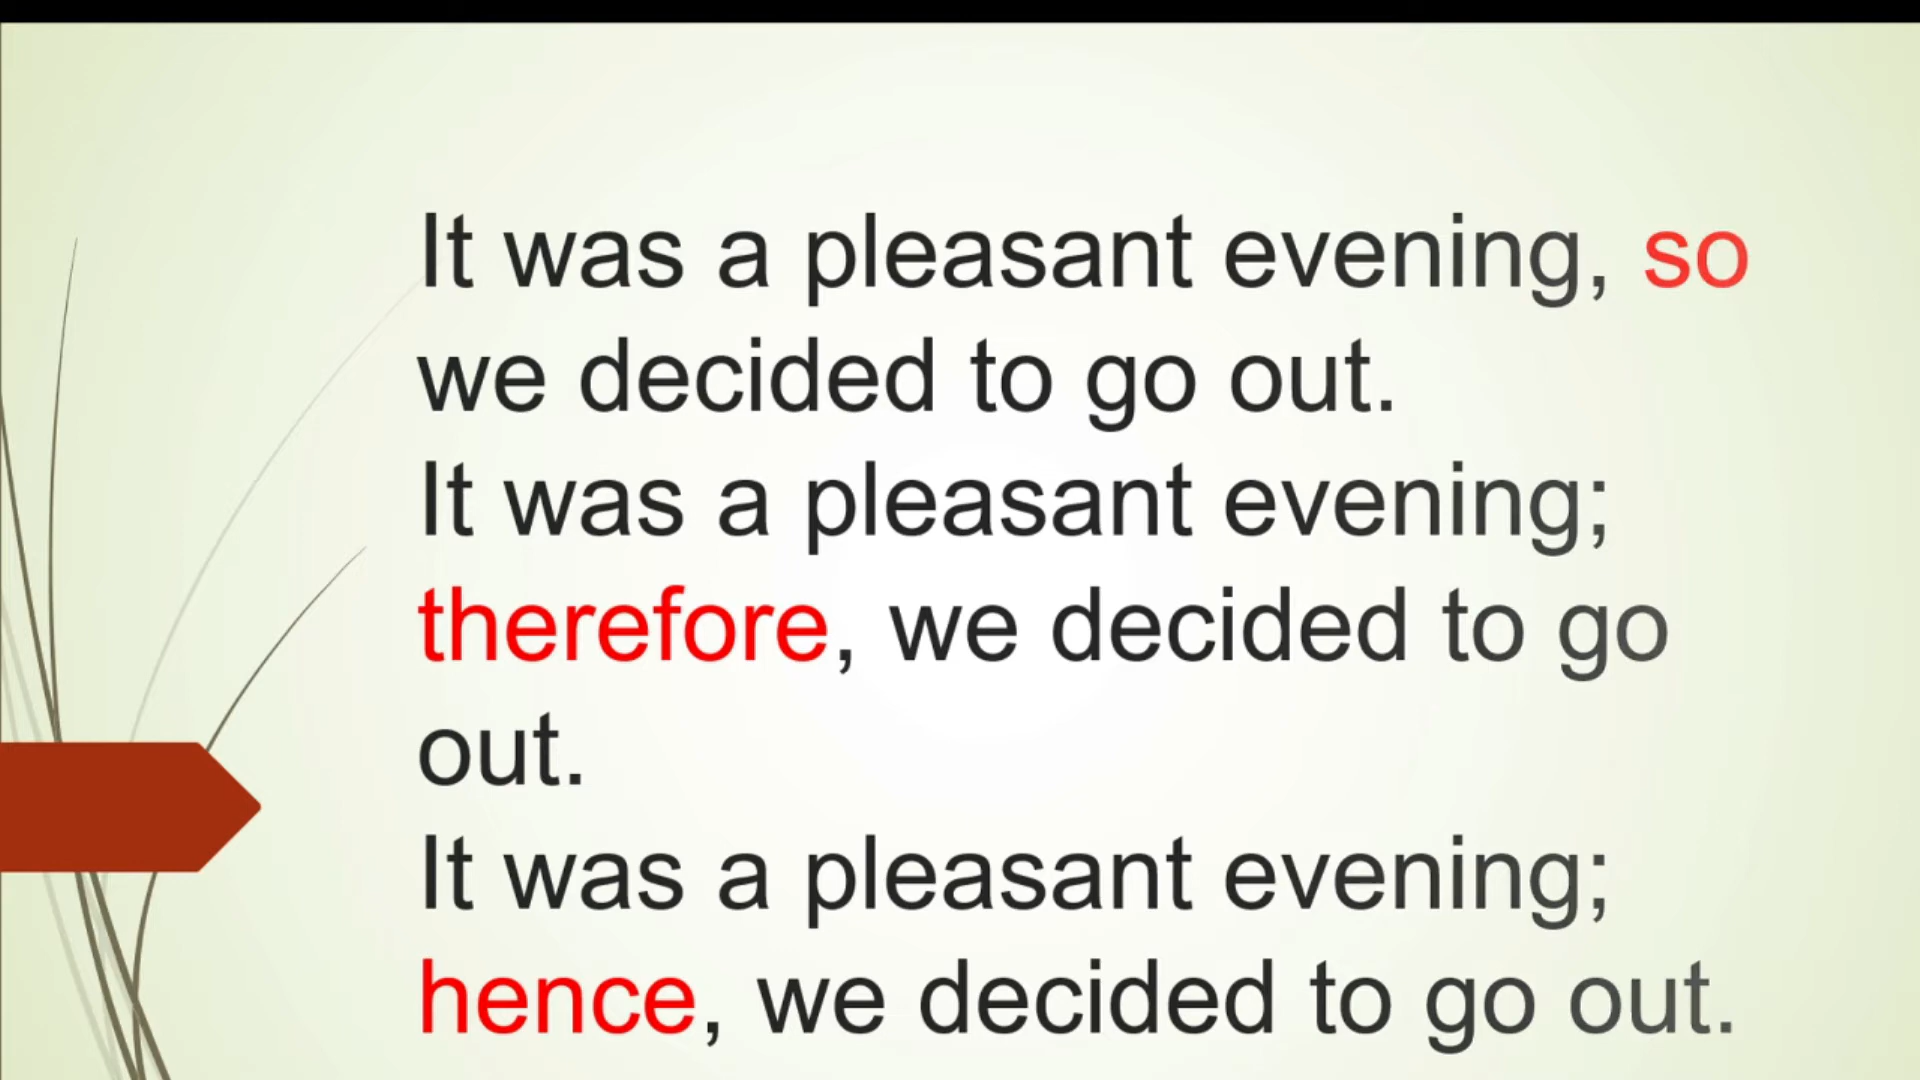 It was a pleasant evening, so
we decided to go out.
It was a pleasant evening;
therefore, we decided to go
out.
It was a pleasant evening;
hence, we decided to go out.